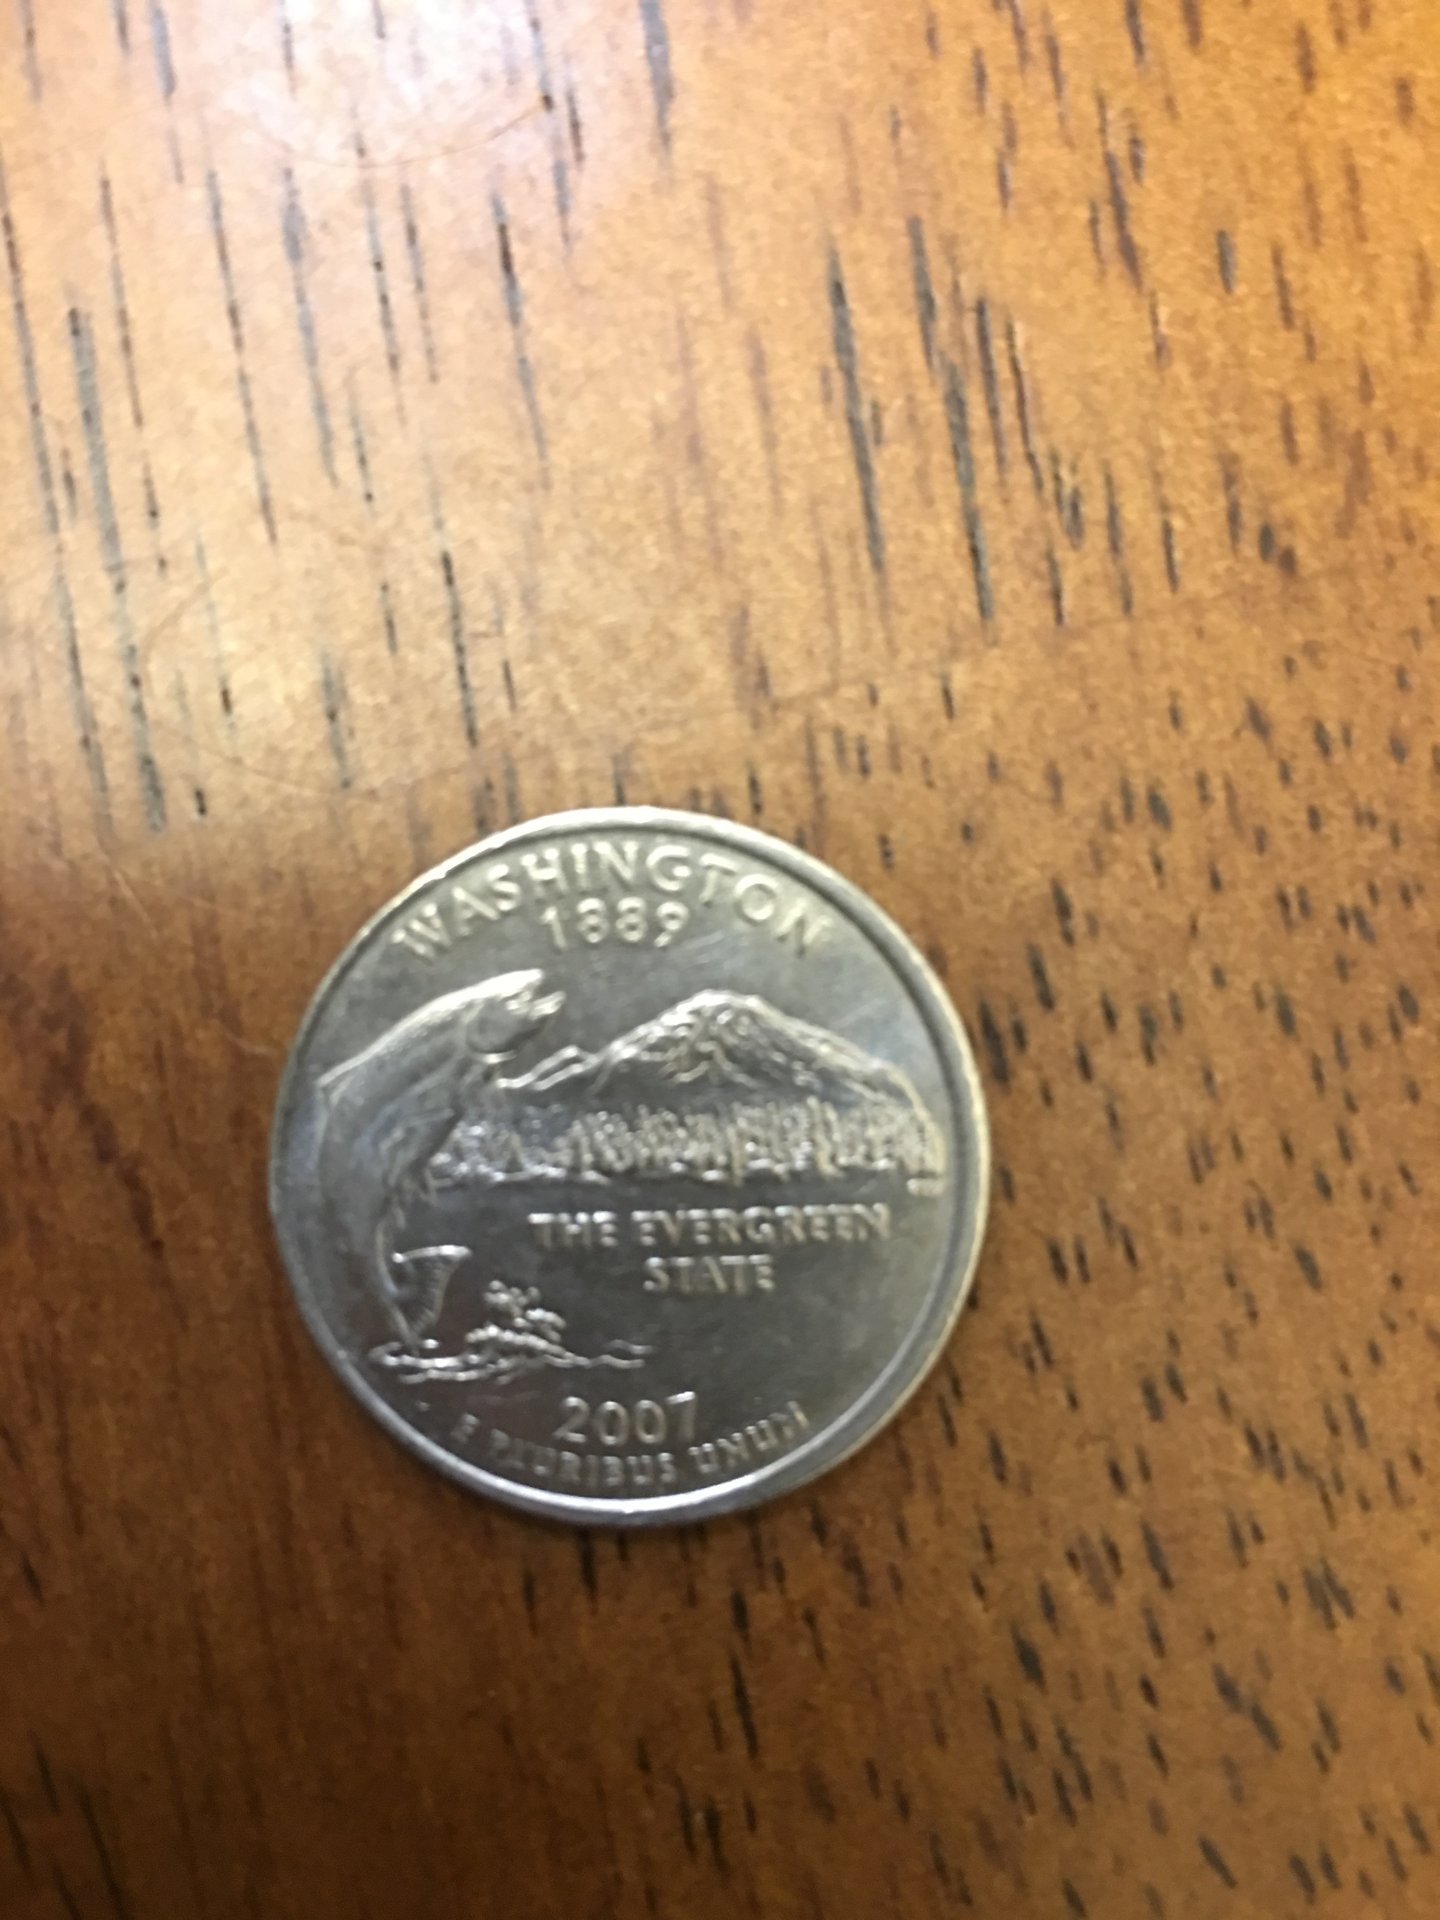 WASHINGTON
1889
THE EVERGREEN
STATE
2007
E PLURIBUS UNUM